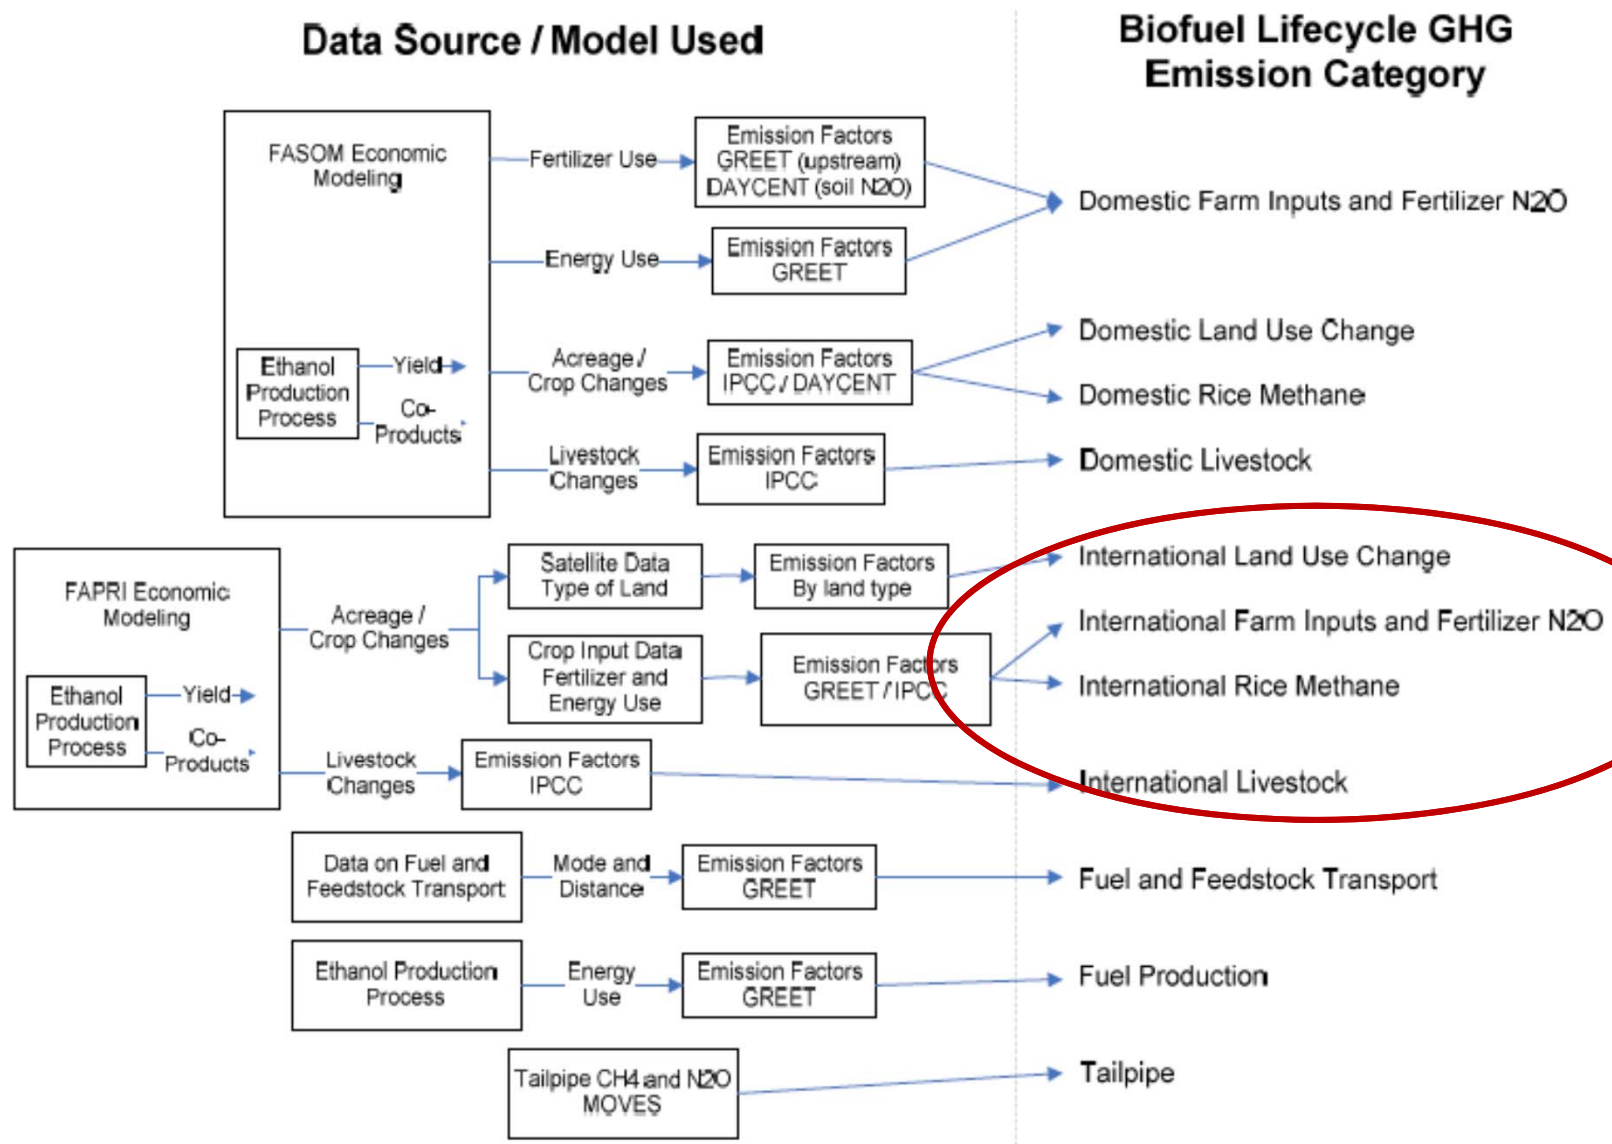 Data Source / Model Used
Biofuel Lifecycle GHG
Emission Category
FASOM Economic
Modeling
Ethanol
Production
Process
Yield
Co-
Products
Fertilizer Use
Emission Factors
GREET (upstream)
DAYCENT (soil N2O)
Domestic Farm Inputs and Fertilizer N2O
Energy Use
Emission Factors
GREET
Acreage /
Crop Changes
Emission Factors
IPCC / DAYCENT
Domestic Land Use Change
Domestic Rice Methane
Livestock
Changes
Emission Factors
IPCC
Domestic Livestock
FAPRI Economic
Modeling
Ethanol
Production
Process
Yield
Co-
Products
Acreage /
Crop Changes
Satellite Data
Type of Land
Emission Factors
By land type
International Land Use Change
Crop Input Data
Fertilizer and
Energy Use
Emission Factors
GREET / IPCC
International Farm Inputs and Fertilizer N2O
International Rice Methane
Livestock
Changes
Emission Factors
IPCC
International Livestock
Data on Fuel and
Feedstock Transport
Mode and
Distance
Emission Factors
GREET
Fuel and Feedstock Transport
Ethanol Production
Process
Energy
Use
Emission Factors
GREET
Fuel Production
Tailpipe CH4 and N2O
MOVES
Tailpipe